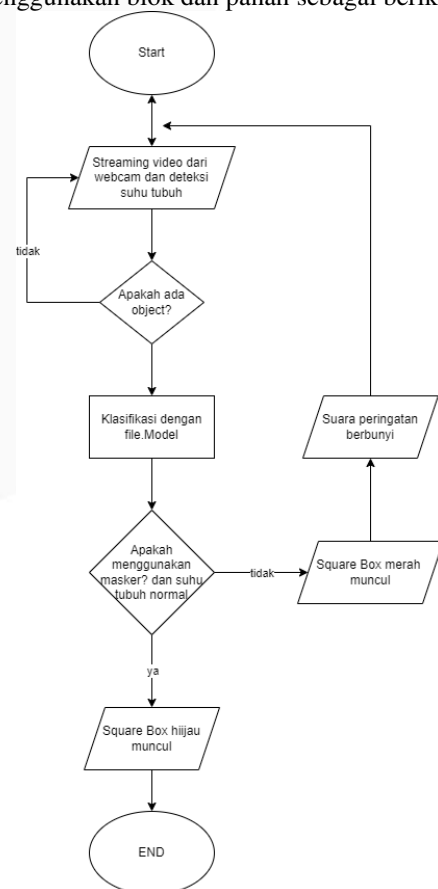 enggunakan blok dan panah sebagai berik
Start
Streaming video dari
webcam dan deteksi
suhu tubuh
tidak
Apakah ada
object?
Klasifikasi dengan
file.Model
Suara peringatan
berbunyi
Apakah
menggunakan
masker? dan suhu
tubuh normal
tidak
Square Box merah
muncul
ya
Square Box hiijau
muncul
END